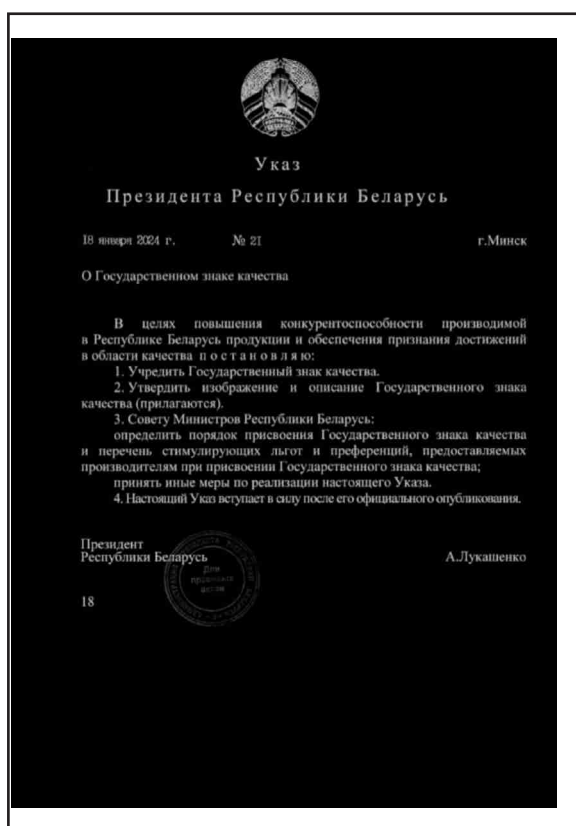 Указ
Президента Республики Беларусь
18 января 2024 г. № 21 г.Минск
О Государственном знаке качества
В целях повышения конкурентоспособности производимой
в Республике Беларусь продукции и обеспечения признания достижений
в области качества п о с т а н о в л я ю:
1. Учредить Государственный знак качества.
2. Утвердить изображение и описание Государственного знака
качества (прилагаются).
3. Совету Министров Республики Беларусь:
определить порядок присвоения Государственного знака качества
и перечень стимулирующих льгот и преференций, предоставляемых
производителям при присвоении Государственного знака качества;
принять иные меры по реализации настоящего Указа.
4. Настоящий Указ вступает в силу после его официального опубликования.
Президент
Республики Беларусь А.Лукашенко
Для
правовых
актов
18